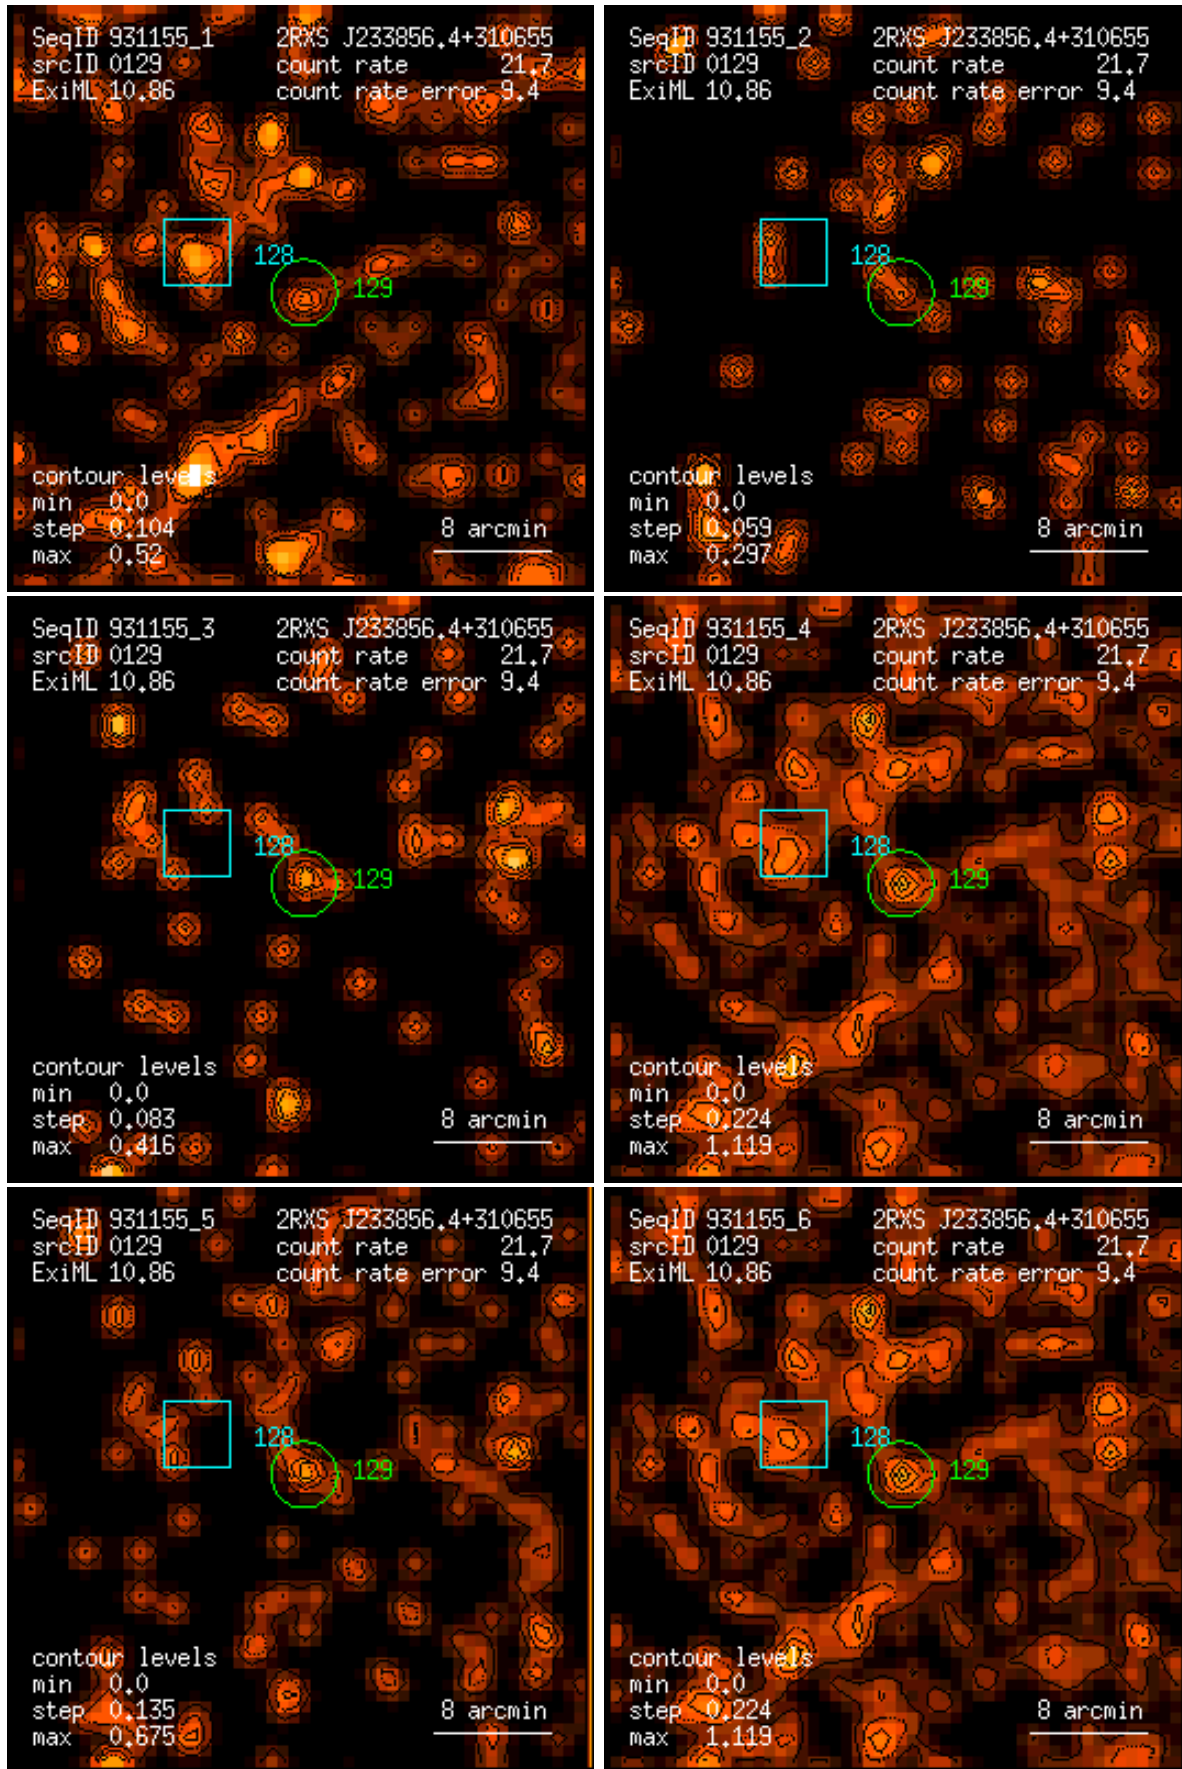 SeqID 931155_1 2RXS J233856.4+310655
srcID 0129 count rate 21.7
ExiML 10.86 count rate error 9.4
128
129
contour levels
min 0.0
step 0.104 8 arcmin
max 0.52
SeqID 931155_2 2RXS J233856.4+310655
srcID 0129 count rate 21.7
ExiML 10.86 count rate error 9.4
128
129
contour levels
min 0.0
step 0.059 8 arcmin
max 0.297
SeqID 931155_3 2RXS J233856.4+310655
srcID 0129 count rate 21.7
ExiML 10.86 count rate error 9.4
128
129
contour levels
min 0.0
step 0.083 8 arcmin
max 0.416
SeqID 931155_4 2RXS J233856.4+310655
srcID 0129 count rate 21.7
ExiML 10.86 count rate error 9.4
128
129
contour levels
min 0.0
step 0.224 8 arcmin
max 1.119
SeqID 931155_5 2RXS J233856.4+310655
srcID 0129 count rate 21.7
ExiML 10.86 count rate error 9.4
128
129
contour levels
min 0.0
step 0.135 8 arcmin
max 0.675
SeqID 931155_6 2RXS J233856.4+310655
srcID 0129 count rate 21.7
ExiML 10.86 count rate error 9.4
128
129
contour levels
min 0.0
step 0.224 8 arcmin
max 1.119